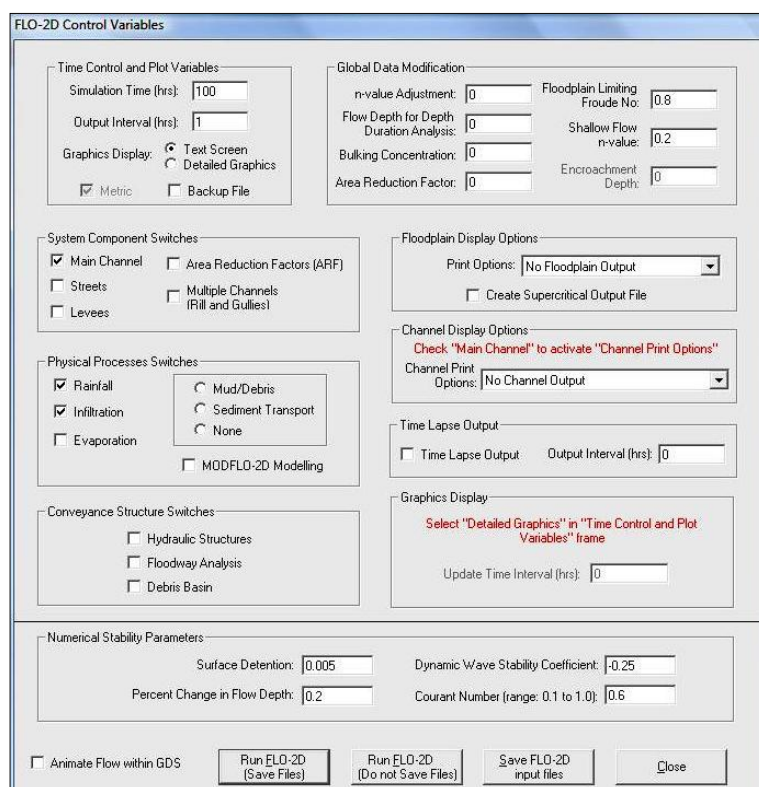 FLO-2D Control Variables
Time Control and Plot Variables
Simulation Time (hrs): 100
Output Interval (hrs): 1
Graphics Display: Text Screen
Detailed Graphics
Metric Backup File
Global Data Modification
n-value Adjustment: 0
Flow Depth for Depth
Duration Analysis: 0
Bulking Concentration: 0
Area Reduction Factor: 0
Floodplain Limiting
Froude No: 0.8
Shallow Flow
n-value: 0.2
Encroachment
Depth: 0
System Component Switches
Main Channel
Streets
Levees
Area Reduction Factors (ARF)
Multiple Channels
(Rill and Gullies)
Floodplain Display Options
Print Options: No Floodplain Output
Create Supercritical Output File
Channel Display Options
Check "Main Channel" to activate "Channel Print Options"
Channel Print
Options: No Channel Output
Physical Processes Switches
Rainfall
Infiltration
Evaporation
Mud/Debris
Sediment Transport
None
MODFLO-2D Modelling
Time Lapse Output
Time Lapse Output Output Interval (hrs): 0
Conveyance Structure Switches
Hydraulic Structures
Floodway Analysis
Debris Basin
Graphics Display
Select "Detailed Graphics" in "Time Control and Plot
Variables" frame
Update Time Interval (hrs): 0
Numerical Stability Parameters
Surface Detention: 0.005
Percent Change in Flow Depth: 0.2
Dynamic Wave Stability Coefficient: -0.25
Courant Number (range: 0.1 to 1.0): 0.6
Animate Flow within GDS
Run FLO-2D
(Save Files)
Run FLO-2D
(Do not Save Files)
Save FLO-2D
input files
Close